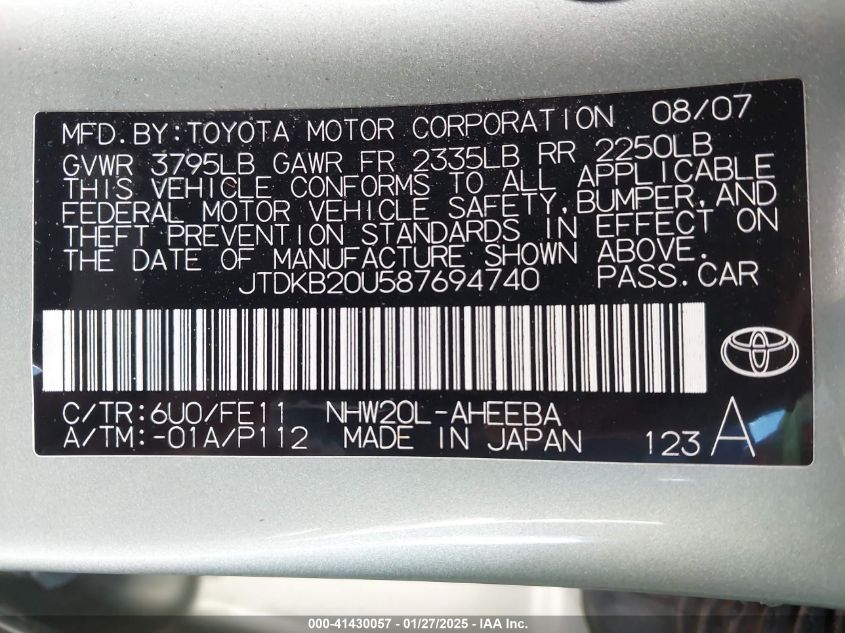 MFD. BY: TOYOTA MOTOR CORPORATION 08/07
GVWR 3795LB GAWR FR 2335LB RR 2250LB
THIS VEHICLE CONFORMS TO ALL APPLICABLE
FEDERAL MOTOR VEHICLE SAFETY, BUMPER, AND
THEFT PREVENTION STANDARDS IN EFFECT ON
THE DATE OF MANUFACTURE SHOWN ABOVE.
JTDKB20U587694740 PASS. CAR
C/TR: 6U0/FE11 NHW20L-AHEEBA
A/TM: -01A/P112 MADE IN JAPAN 123 A
000-41430057 - 01/27/2025 - IAA Inc.